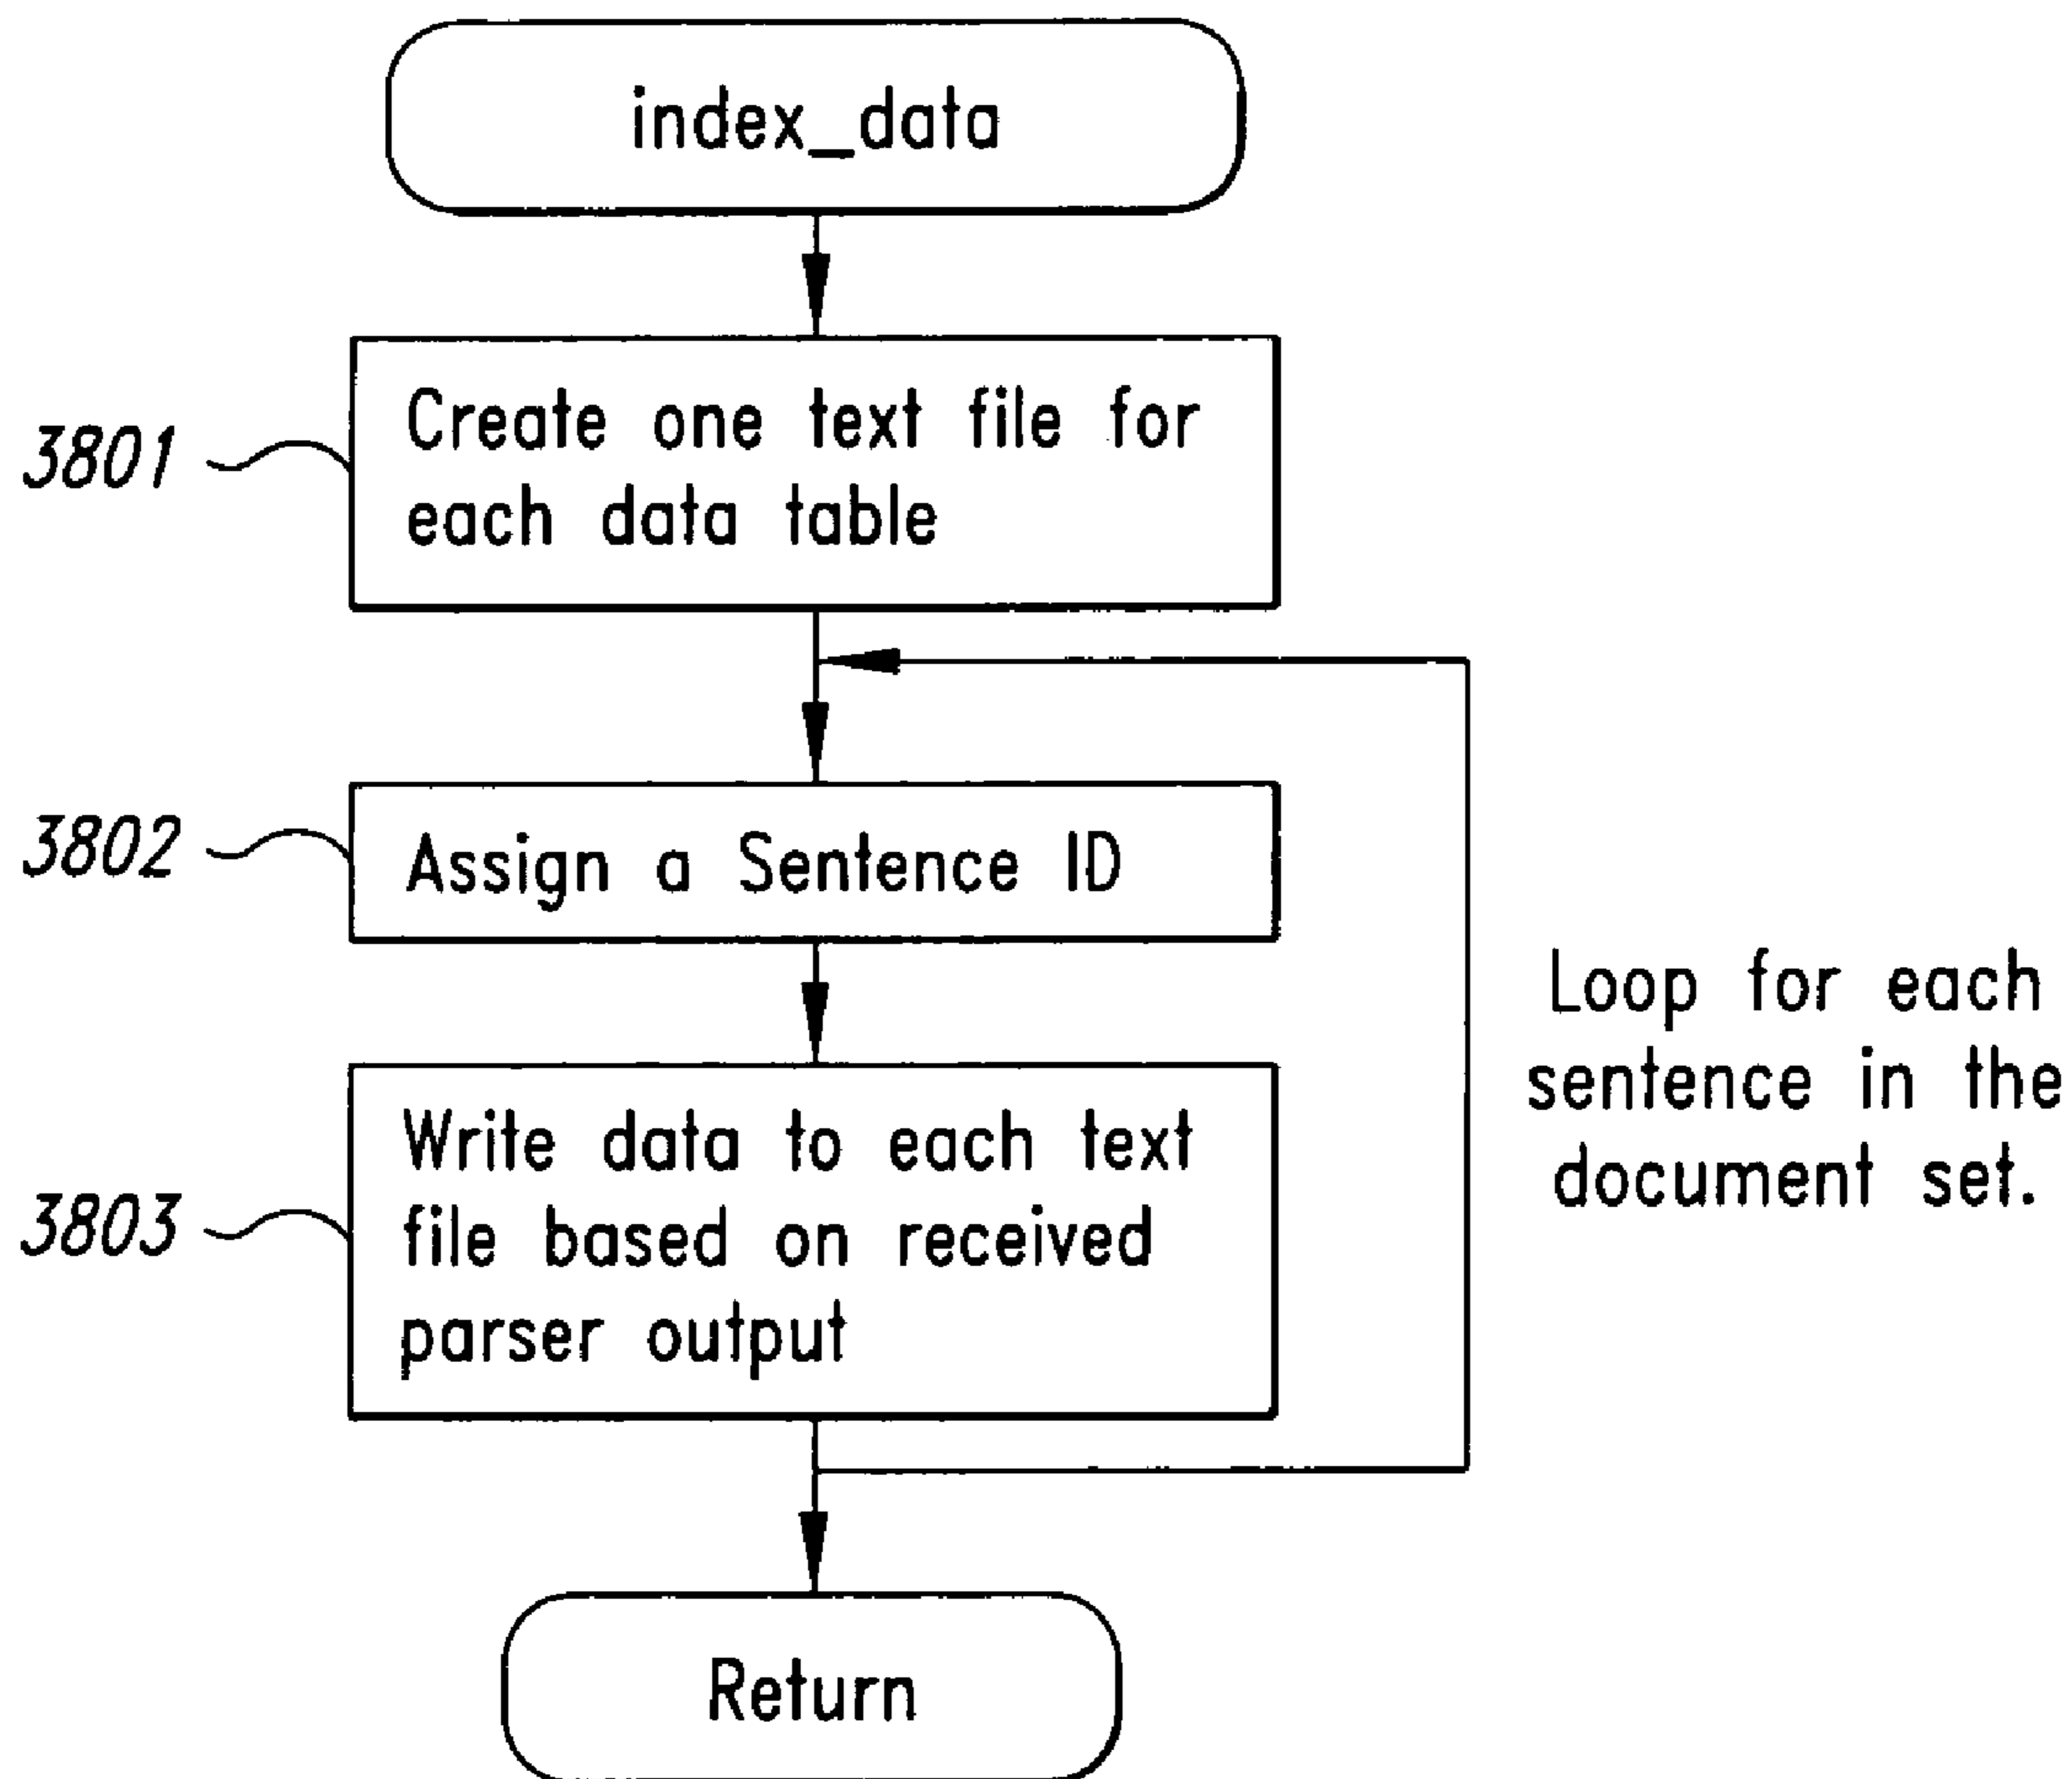 index_data
3801
Create one text file for
each data table
3802
Assign a Sentence ID
Loop for each
sentence in the
document set.
3803
Write data to each text
file based on received
parser output
Return